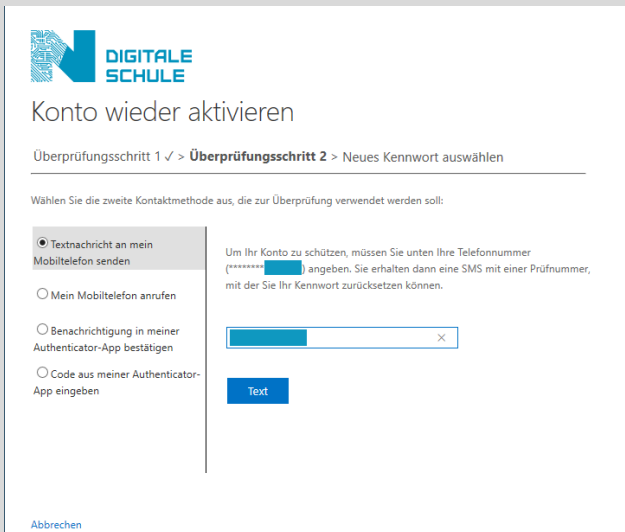 DIGITALE
SCHULE
Konto wieder aktivieren
Überprüfungsschritt 1 ✓ > Überprüfungsschritt 2 > Neues Kennwort auswählen
Wählen Sie die zweite Kontaktmethode aus, die zur Überprüfung verwendet werden soll:
Textnachricht an mein
Mobiltelefon senden
Mein Mobiltelefon anrufen
Benachrichtigung in meiner
Authenticator-App bestätigen
Code aus meiner Authenticator-
App eingeben
Um Ihr Konto zu schützen, müssen Sie unten Ihre Telefonnummer
(********) angeben. Sie erhalten dann eine SMS mit einer Prüfnummer,
mit der Sie Ihr Kennwort zurücksetzen können.
Text
Abbrechen